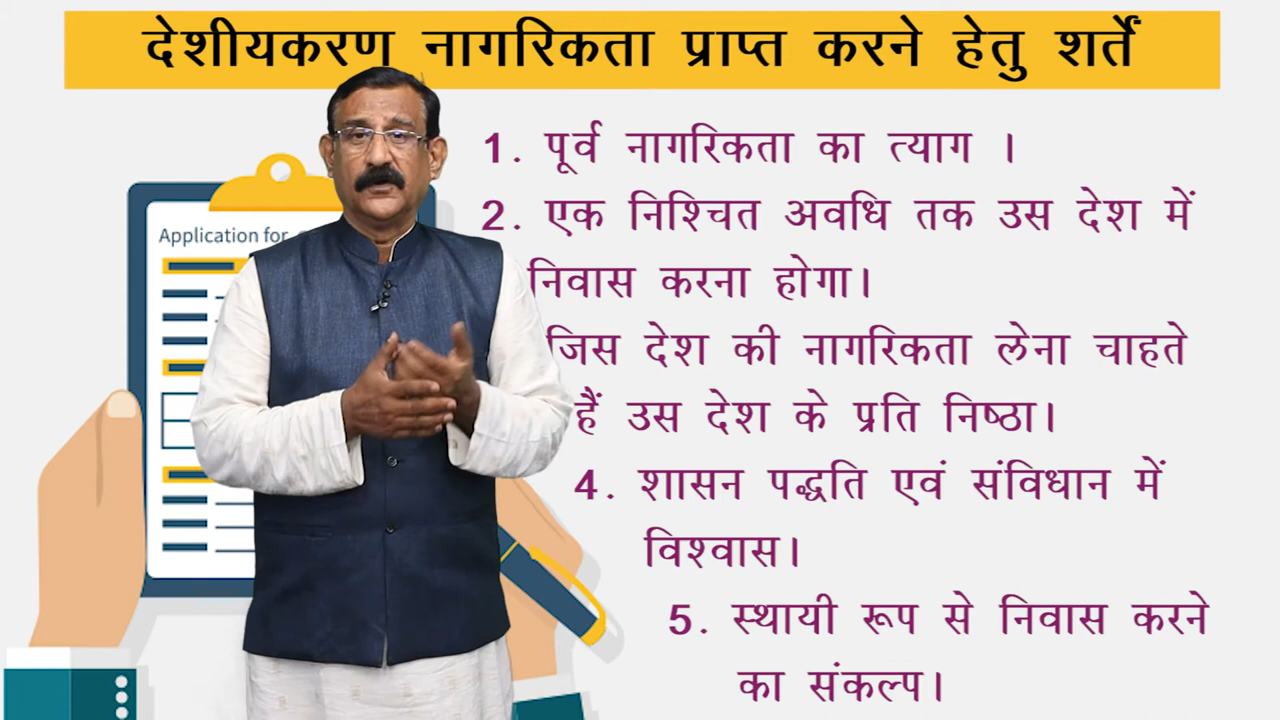 देशीयकरण नागरिकता प्राप्त करने हेतु शर्तें
Application for
1. पूर्व नागरिकता का त्याग ।
2. एक निश्चित अवधि तक उस देश में
निवास करना होगा।
जिस देश की नागरिकता लेना चाहते
हैं उस देश के प्रति निष्ठा।
4. शासन पद्धति एवं संविधान में
विश्वास।
5. स्थायी रूप से निवास करने
का संकल्प।